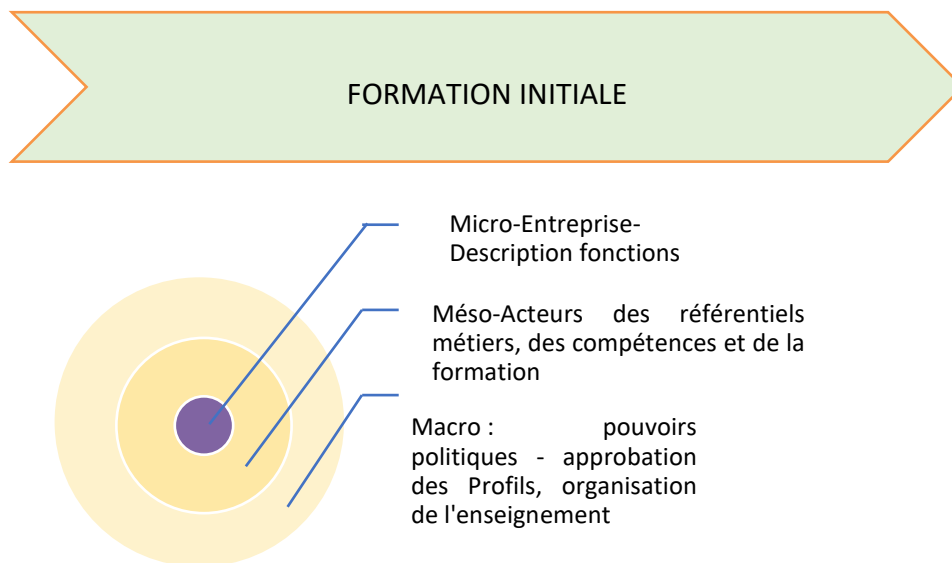 FORMATION INITIALE
Micro-Entreprise-
Description fonctions
Méso-Acteurs des référentiels
métiers, des compétences et de la
formation
Macro : pouvoirs
politiques - approbation
des Profils, organisation
de l'enseignement